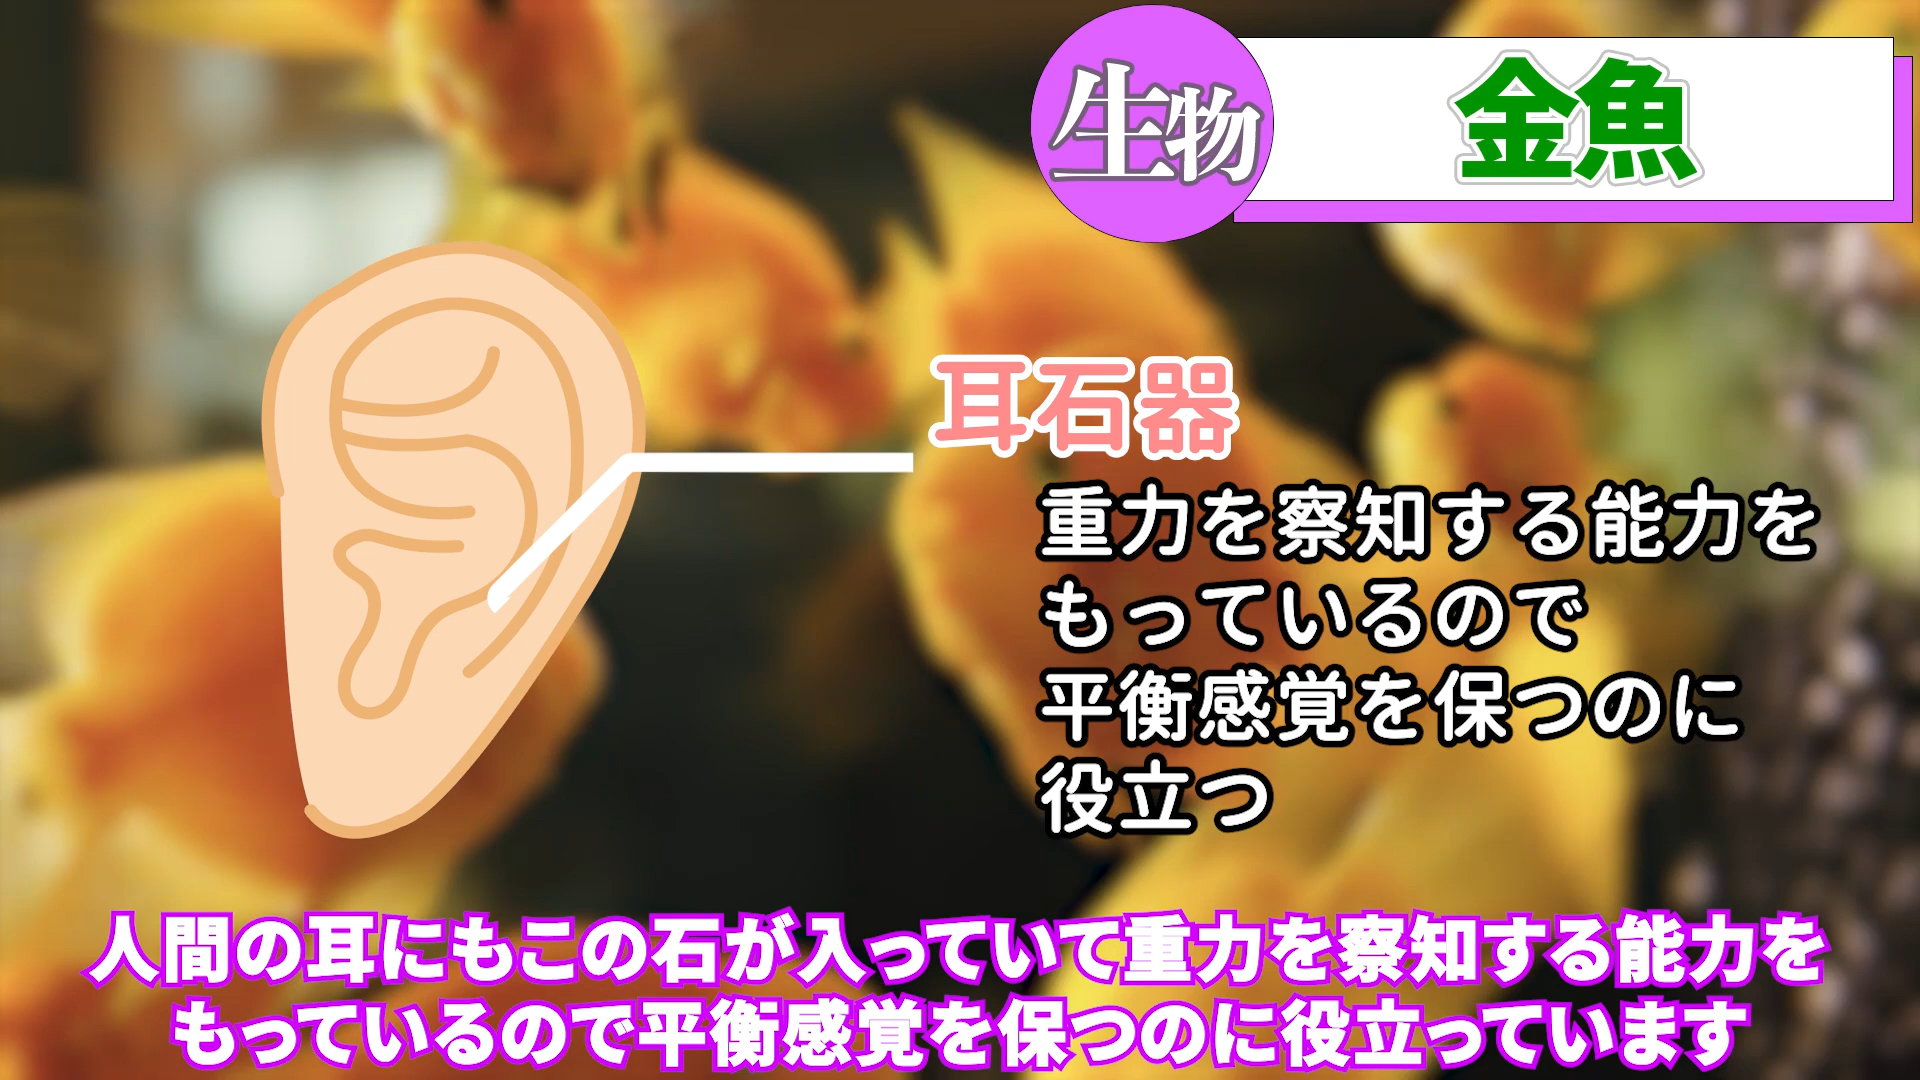 生物
金魚
耳石器
重力を察知する能力を
もっているので
平衡感覚を保つのに
役立つ
人間の耳にもこの石が入っていて重力を察知する能力を
もっているので平衡感覚を保つのに役立っています